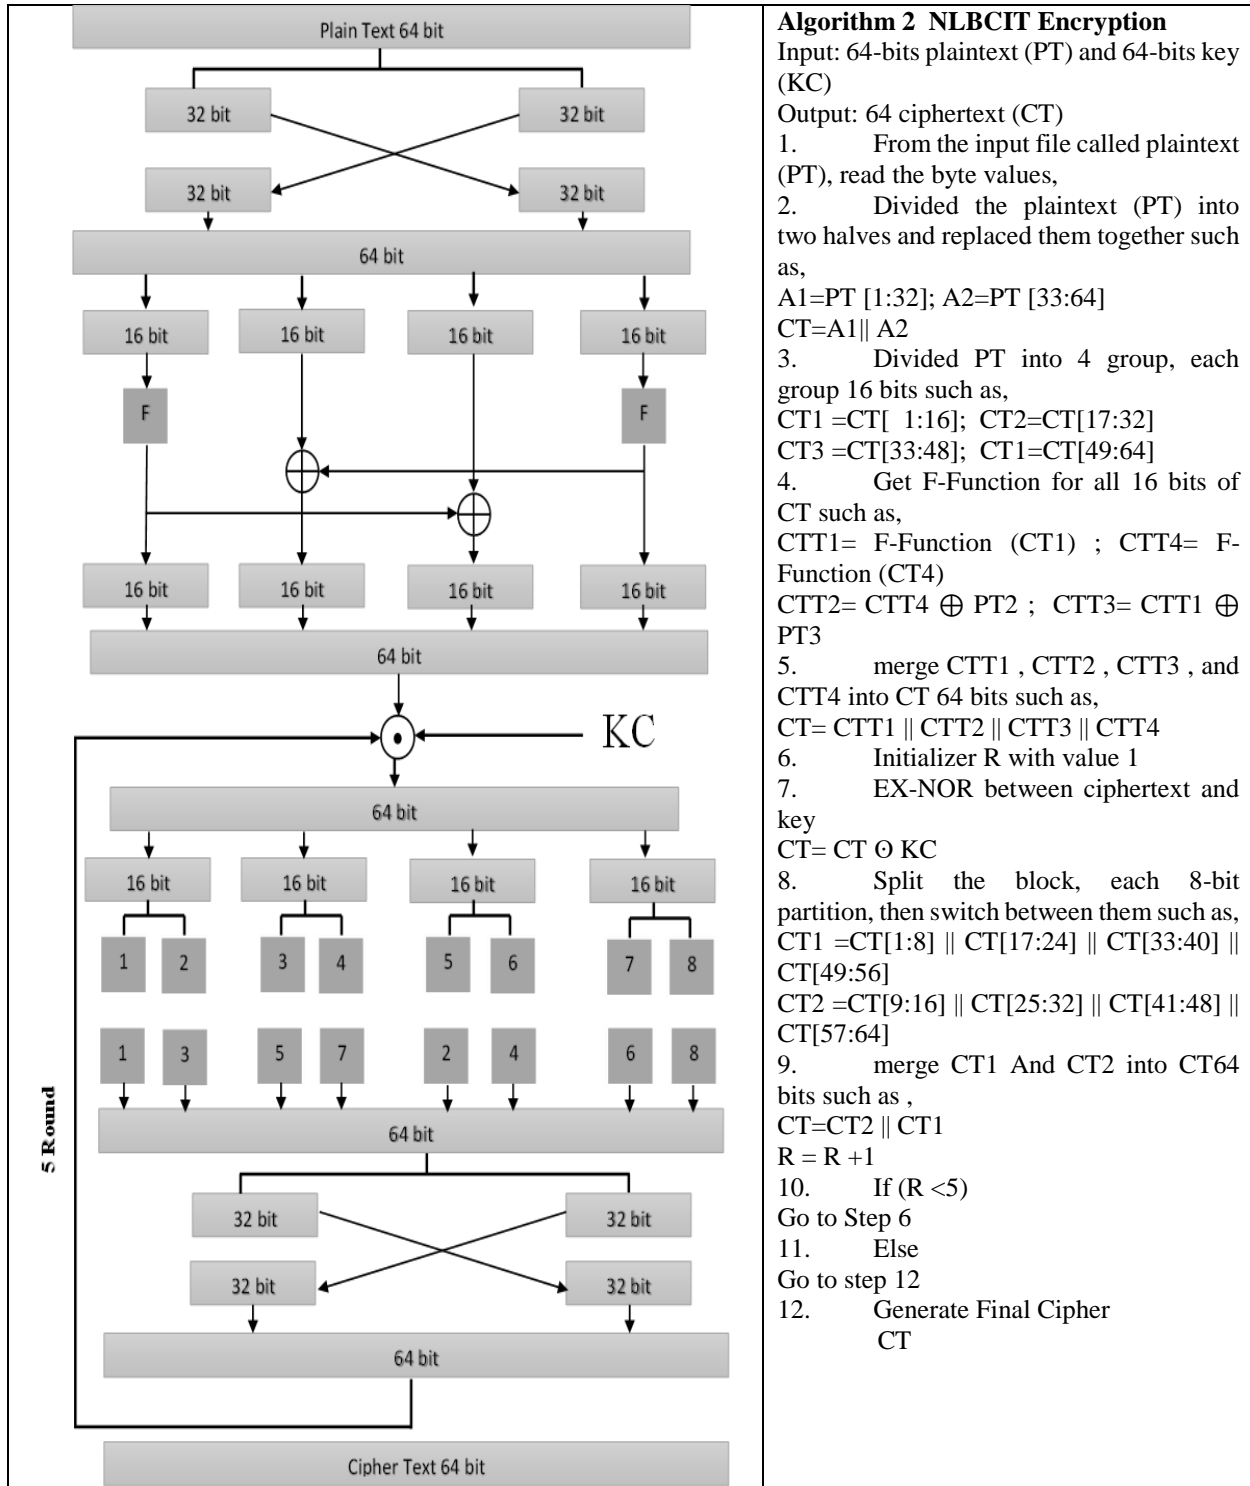 Plain Text 64 bit
32 bit
32 bit
32 bit
32 bit
64 bit
16 bit
16 bit
16 bit
16 bit
F
F
16 bit
16 bit
16 bit
16 bit
64 bit
KC
64 bit
16 bit
16 bit
16 bit
16 bit
1 2 3 4 5 6 7 8
1 3 5 7 2 4 6 8
64 bit
5 Round
32 bit
32 bit
32 bit
32 bit
64 bit
Cipher Text 64 bit
Algorithm 2 NLBCIT Encryption
Input: 64-bits plaintext (PT) and 64-bits key
(KC)
Output: 64 ciphertext (CT)
1. From the input file called plaintext
(PT), read the byte values,
2. Divided the plaintext (PT) into
two halves and replaced them together such
as,
A1=PT [1:32]; A2=PT [33:64]
CT=A1|| A2
3. Divided PT into 4 group, each
group 16 bits such as,
CT1 =CT[ 1:16]; CT2=CT[17:32]
CT3 =CT[33:48]; CT1=CT[49:64]
4. Get F-Function for all 16 bits of
CT such as,
CTT1= F-Function (CT1) ; CTT4= F-
Function (CT4)
CTT2= CTT4 ⊕ PT2 ; CTT3= CTT1 ⊕
PT3
5. merge CTT1 , CTT2 , CTT3 , and
CTT4 into CT 64 bits such as,
CT= CTT1 || CTT2 || CTT3 || CTT4
6. Initializer R with value 1
7. EX-NOR between ciphertext and
key
CT= CT ʘ KC
8. Split the block, each 8-bit
partition, then switch between them such as,
CT1 =CT[1:8] || CT[17:24] || CT[33:40] ||
CT[49:56]
CT2 =CT[9:16] || CT[25:32] || CT[41:48] ||
CT[57:64]
9. merge CT1 And CT2 into CT64
bits such as ,
CT=CT2 || CT1
R = R +1
10. If (R <5)
Go to Step 6
11. Else
Go to step 12
12. Generate Final Cipher
CT